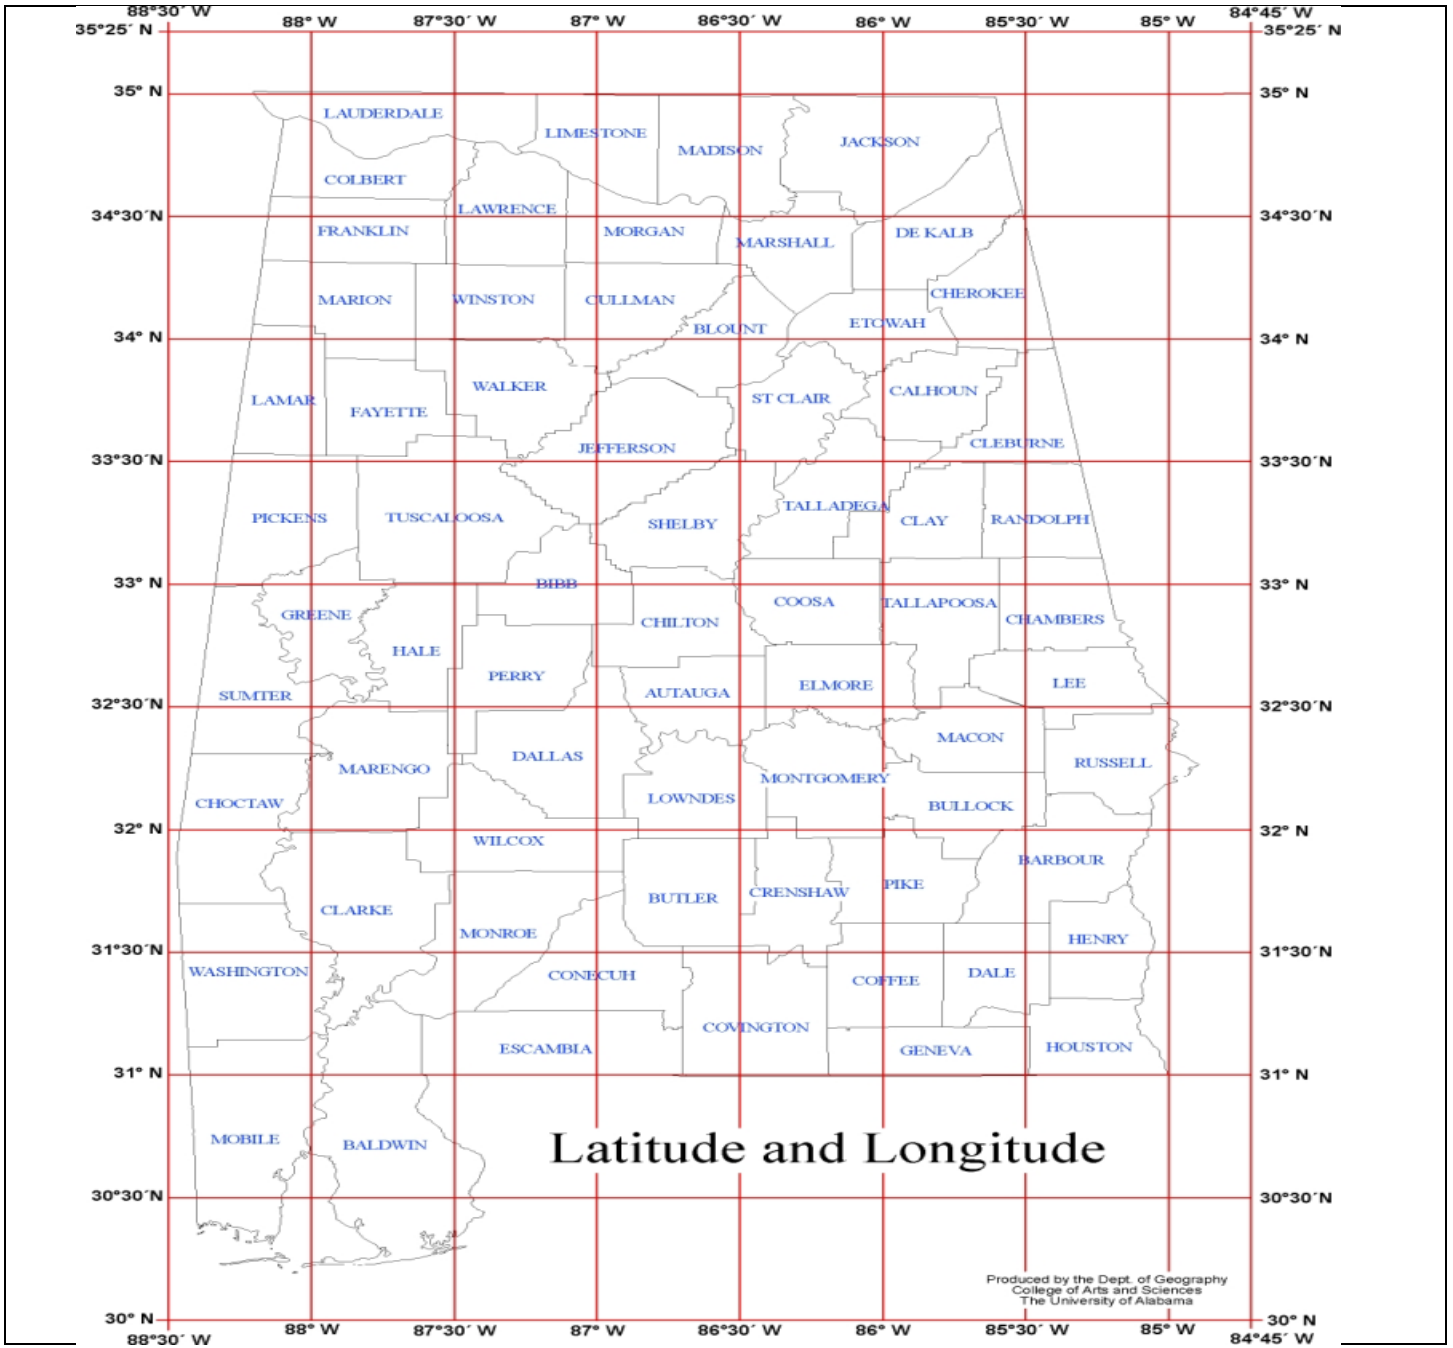 88°30´ W 88° W 87°30´ W 87° W 86°30´ W 86° W 85°30´ W 85° W 84°45´ W
35°25´ N 35°25´ N
35° N 35° N
LAUDERDALE
LIMESTONE
MADISON
JACKSON
COLBERT
LAWRENCE
34°30´N 34°30´N
FRANKLIN
MORGAN
MARSHALL
DE KALB
MARION
WINSTON
CULLMAN
CHEROKEE
BLOUNT
ETOWAH
34° N 34° N
WALKER
LAMAR
FAYETTE
ST CLAIR
CALHOUN
JEFFERSON
CLEBURNE
33°30´N 33°30´N
PICKENS
TUSCALOOSA
SHELBY
TALLADEGA
CLAY
RANDOLPH
33° N 33° N
BIBB
GREENE
CHILTON
COOSA
TALLAPOOSA
CHAMBERS
HALE
PERRY
SUMTER
AUTAUGA
ELMORE
LEE
32°30´N 32°30´N
DALLAS
MACON
MARENGO
MONTGOMERY
RUSSELL
CHOCTAW
LOWNDES
BULLOCK
32° N 32° N
WILCOX
BARBOUR
CLARKE
BUTLER
CRENSHAW
PIKE
MONROE
HENRY
31°30´N 31°30´N
WASHINGTON
CONECUH
COFFEE
DALE
COVINGTON
ESCAMBIA
GENEVA
HOUSTON
31° N 31° N
MOBILE
BALDWIN
Latitude and Longitude
30°30´N 30°30´N
Produced by the Dept. of Geography
College of Arts and Sciences
The University of Alabama
30° N 30° N
88°30´ W 88° W 87°30´ W 87° W 86°30´ W 86° W 85°30´ W 85° W 84°45´ W